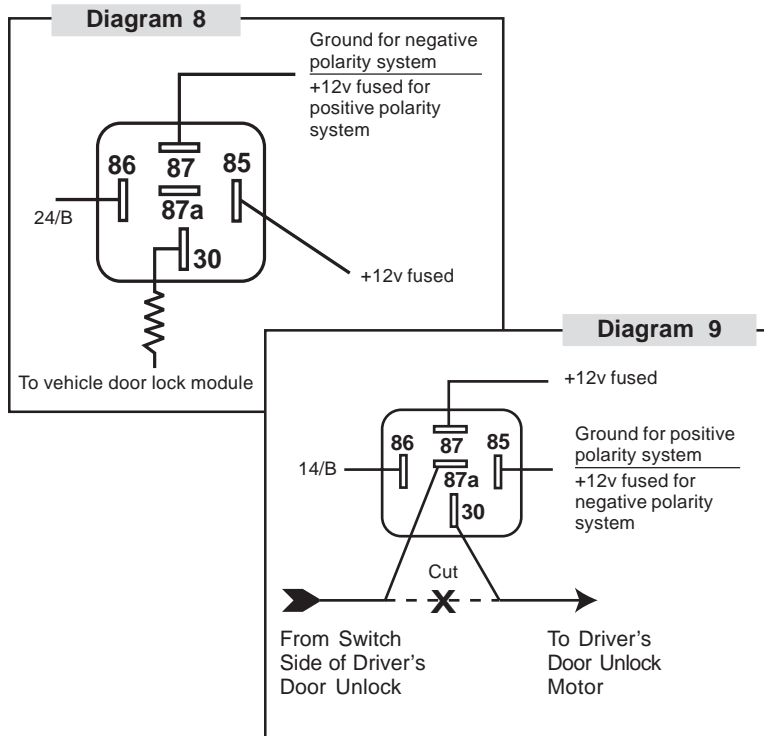 Diagram 8
Ground for negative
polarity system
+12v fused for
positive polarity
system
86
87
85
87a
24/B
30
+12v fused
To vehicle door lock module
Diagram 9
+12v fused
86
87
85
Ground for positive
polarity system
+12v fused for
negative polarity
system
14/B
87a
30
Cut
From Switch
Side of Driver's
Door Unlock
To Driver's
Door Unlock
Motor